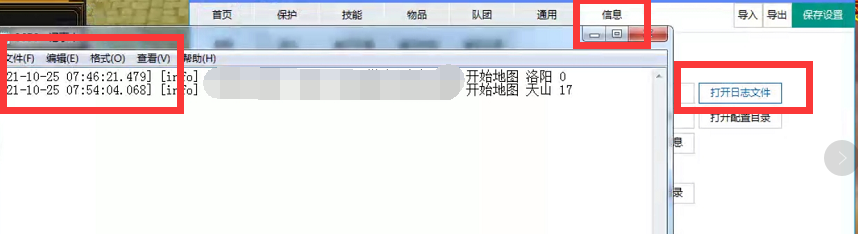 首页 保护 技能 物品 队团 通用 信息 导入 导出 保存设置
文件(F) 编辑(E) 格式(O) 查看(V) 帮助(H)
21-10-25 07:46:21.479] [info] 开始地图 洛阳 0
21-10-25 07:54:04.068] [info] 开始地图 天山 17
打开日志文件
打开配置目录
息
录